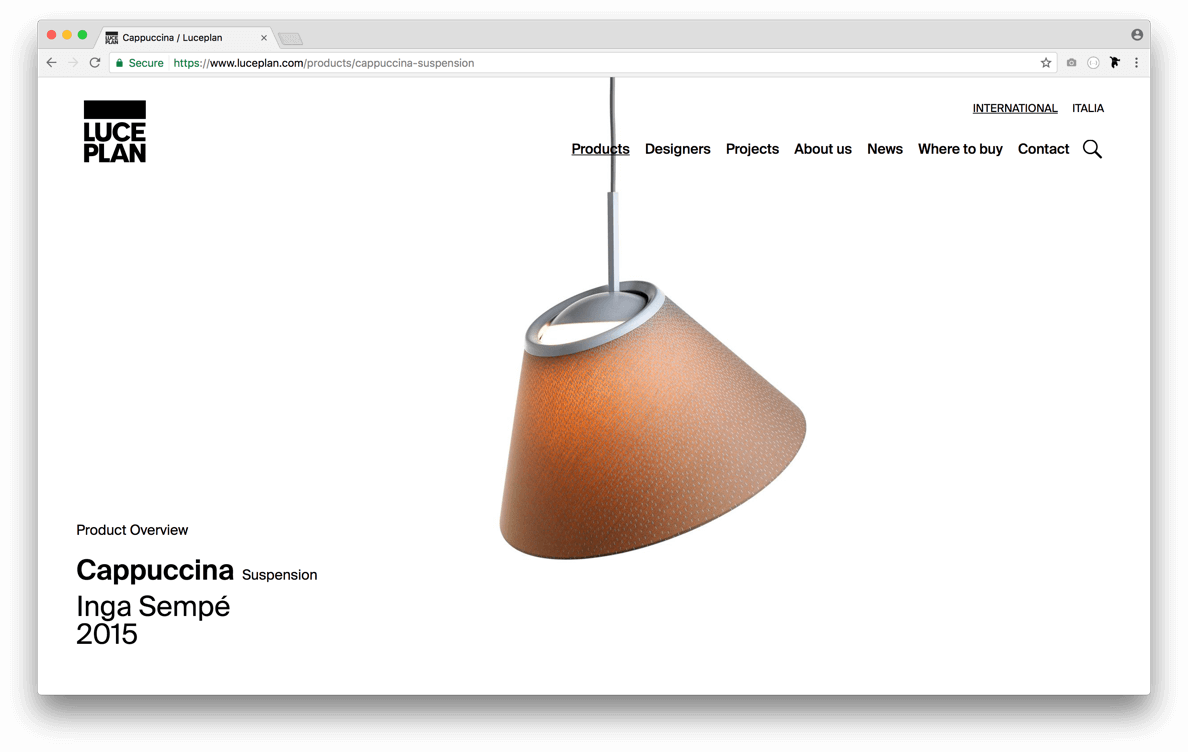 Cappuccina / Luceplan
Secure https://www.luceplan.com/products/cappuccina-suspension
LUCE
PLAN
INTERNATIONAL ITALIA
Products Designers Projects About us News Where to buy Contact
Product Overview
Cappuccina Suspension
Inga Sempé
2015